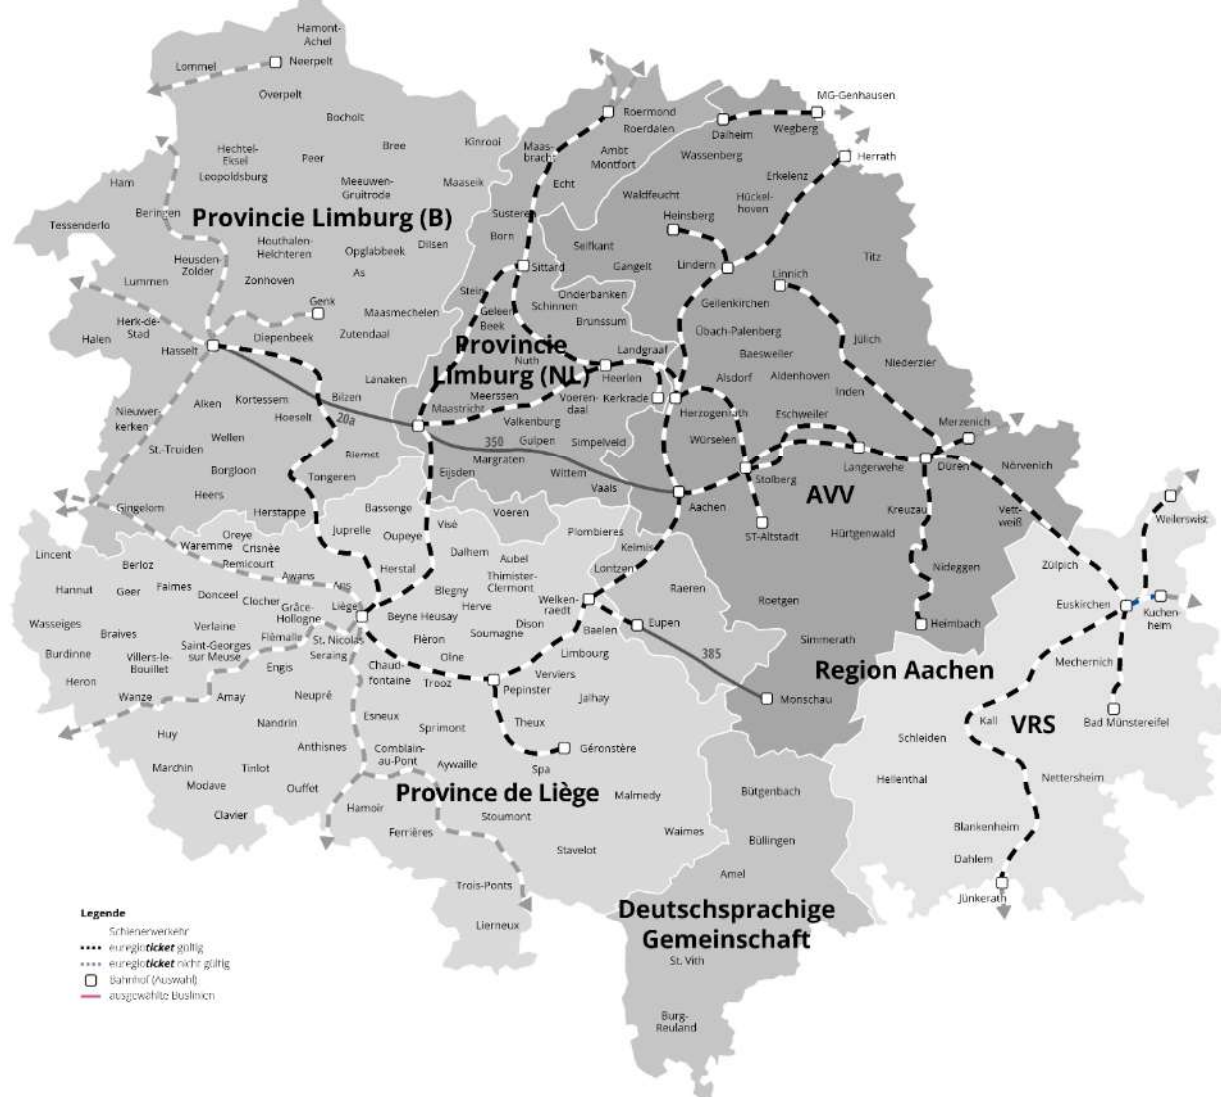 Hamont-
Achel
Lommel
Neerpelt
Overpelt
Bocholt
MG-Genhausen
Roermond
Roerdalen
Dalheim
Wegberg
Hechtel-
Eksel
Peer
Bree
Kinrooi
Maas-
bracht
Ambt
Montfort
Wassenberg
Herrath
Leopoldsburg
Ham
Meeuwen-
Gruitrode
Maaseik
Echt
Waldfeucht
Erkelenz
Hückel-
hoven
Tessenderlo
Beringen
Provincie Limburg (B)
Susteren
Heinsberg
Houthalen-
Helchteren
Opglabbeek
Dilsen
Born
Selfkant
Heusden-
Zolder
As
Sittard
Gangelt
Lindern
Linnich
Titz
Lummen
Zonhoven
Stein
Onderbanken
Schinnen
Geilenkirchen
Genk
Maasmechelen
Geleen
Beek
Brunssum
Herk-de-
Stad
Halen
Hasselt
Diepenbeek
Zutendaal
Übach-Palenberg
Baesweiler
Jülich
Provincie
Limburg (NL)
Nuth
Landgraaf
Heerlen
Niederzier
Lanaken
Alsdorf
Aldenhoven
Inden
Nieuwer-
kerken
Alken
Kortessem
Bilzen
Hoeselt
20a
Maastricht
Meerssen
Valkenburg
Voeren-
daal
Kerkrade
Herzogenrath
Eschweiler
Merzenich
St.-Truiden
Wellen
Riemst
350
Gulpen
Simpelveld
Würselen
Borgloon
Tongeren
Eijsden
Margraten
Wittem
Vaals
Stolberg
Langerwehe
Düren
Nörvenich
Heers
Gingelom
Herstappe
Bassenge
Visé
Voeren
Aachen
AVV
Kreuzau
Vett-
weiß
Weilerswist
Lincent
Oreye
Waremme
Crisnée
Remicourt
Juprelle
Oupeye
Plombieres
Kelmis
ST-Altstadt
Hürtgenwald
Berloz
Dalhem
Aubel
Lontzen
Nideggen
Zülpich
Hannut
Geer
Faimes
Donceel
Awans
Ans
Herstal
Blegny
Thimister-
Clermont
Raeren
Roetgen
Clocher
Grâce-
Hollogne
Liège
Beyne Heusay
Herve
Welken-
raedt
Euskirchen
Kuchen-
heim
Wasseiges
Braives
Verlaine
Flémalle
St. Nicolas
Fléron
Soumagne
Dison
Baelen
Eupen
Heimbach
Simmerath
Burdinne
Villers-le-
Bouillet
Saint-Georges
sur Meuse
Seraing
Olne
Limbourg
385
Region Aachen
Mechernich
Heron
Engis
Chaud-
fontaine
Trooz
Verviers
Pepinster
Wanze
Amay
Neupré
Jalhay
Monschau
Esneux
Theux
Kall
VRS
Bad Münstereifel
Huy
Nandrin
Sprimont
Schleiden
Anthisnes
Comblain-
au-Pont
Géronstère
Marchin
Tinlot
Aywaille
Spa
Hellenthal
Nettersheim
Modave
Ouffet
Province de Liège
Malmedy
Bütgenbach
Clavier
Hamoir
Stoumont
Ferrières
Waimes
Büllingen
Blankenheim
Stavelot
Dahlem
Amel
Trois-Ponts
Jünkerath
Lierneux
Deutschsprachige
Gemeinschaft
St. Vith
Burg-
Reuland
Legende
Schienenverkehr
euregioticket gültig
euregioticket nicht gültig
Bahnhof (Auswahl)
ausgewählte Buslinien